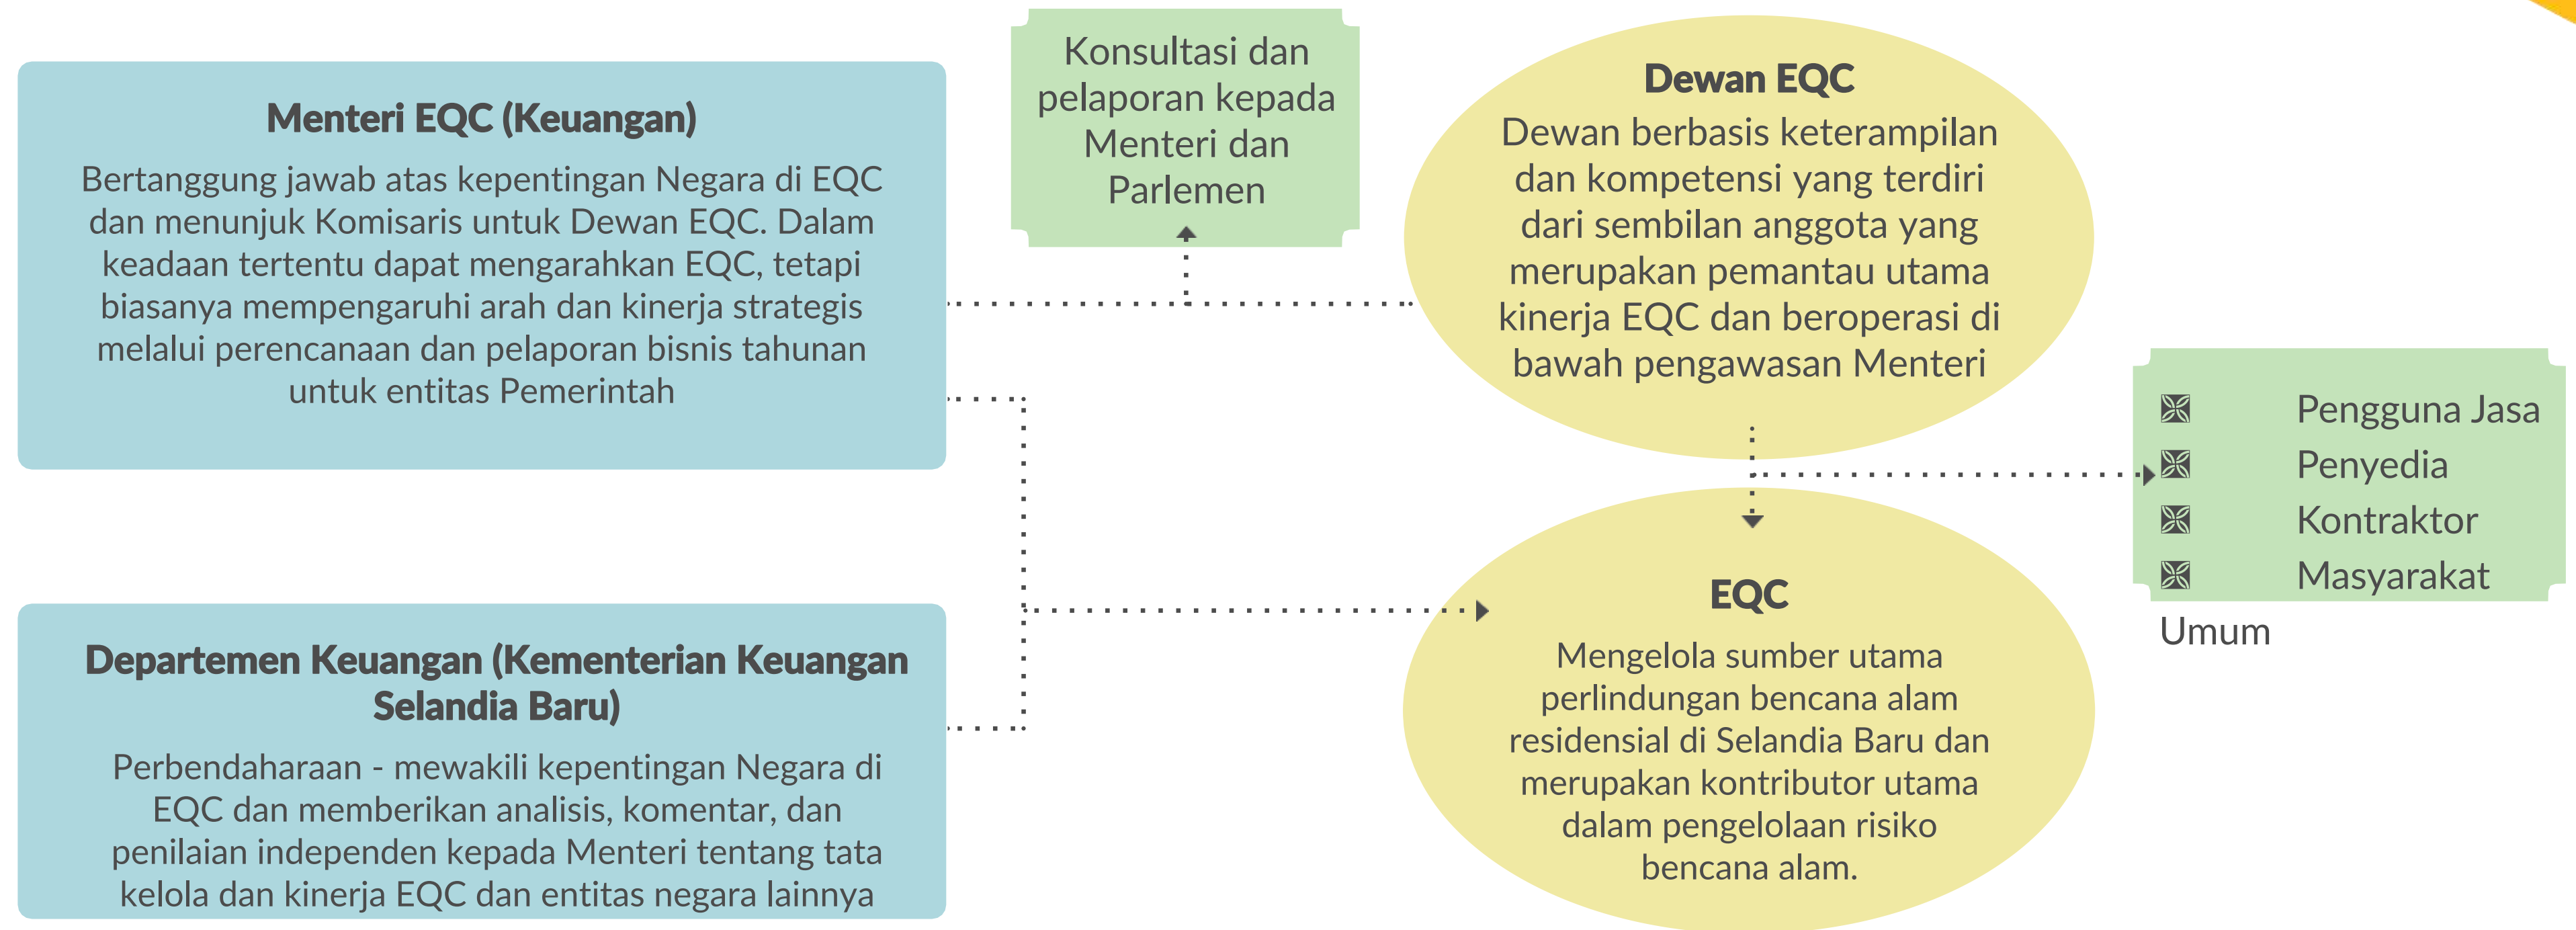 Menteri EQC (Keuangan)
Bertanggung jawab atas kepentingan Negara di EQC
dan menunjuk Komisaris untuk Dewan EQC. Dalam
keadaan tertentu dapat mengarahkan EQC, tetapi
biasanya mempengaruhi arah dan kinerja strategis
melalui perencanaan dan pelaporan bisnis tahunan
untuk entitas Pemerintah
Konsultasi dan
pelaporan kepada
Menteri dan
Parlemen
Dewan EQC
Dewan berbasis keterampilan
dan kompetensi yang terdiri
dari sembilan anggota yang
merupakan pemantau utama
kinerja EQC dan beroperasi di
bawah pengawasan Menteri
Pengguna Jasa
Penyedia
Kontraktor
Masyarakat
Umum
Departemen Keuangan (Kementerian Keuangan
Selandia Baru)
Perbendaharaan - mewakili kepentingan Negara di
EQC dan memberikan analisis, komentar, dan
penilaian independen kepada Menteri tentang tata
kelola dan kinerja EQC dan entitas negara lainnya
EQC
Mengelola sumber utama
perlindungan bencana alam
residensial di Selandia Baru dan
merupakan kontributor utama
dalam pengelolaan risiko
bencana alam.